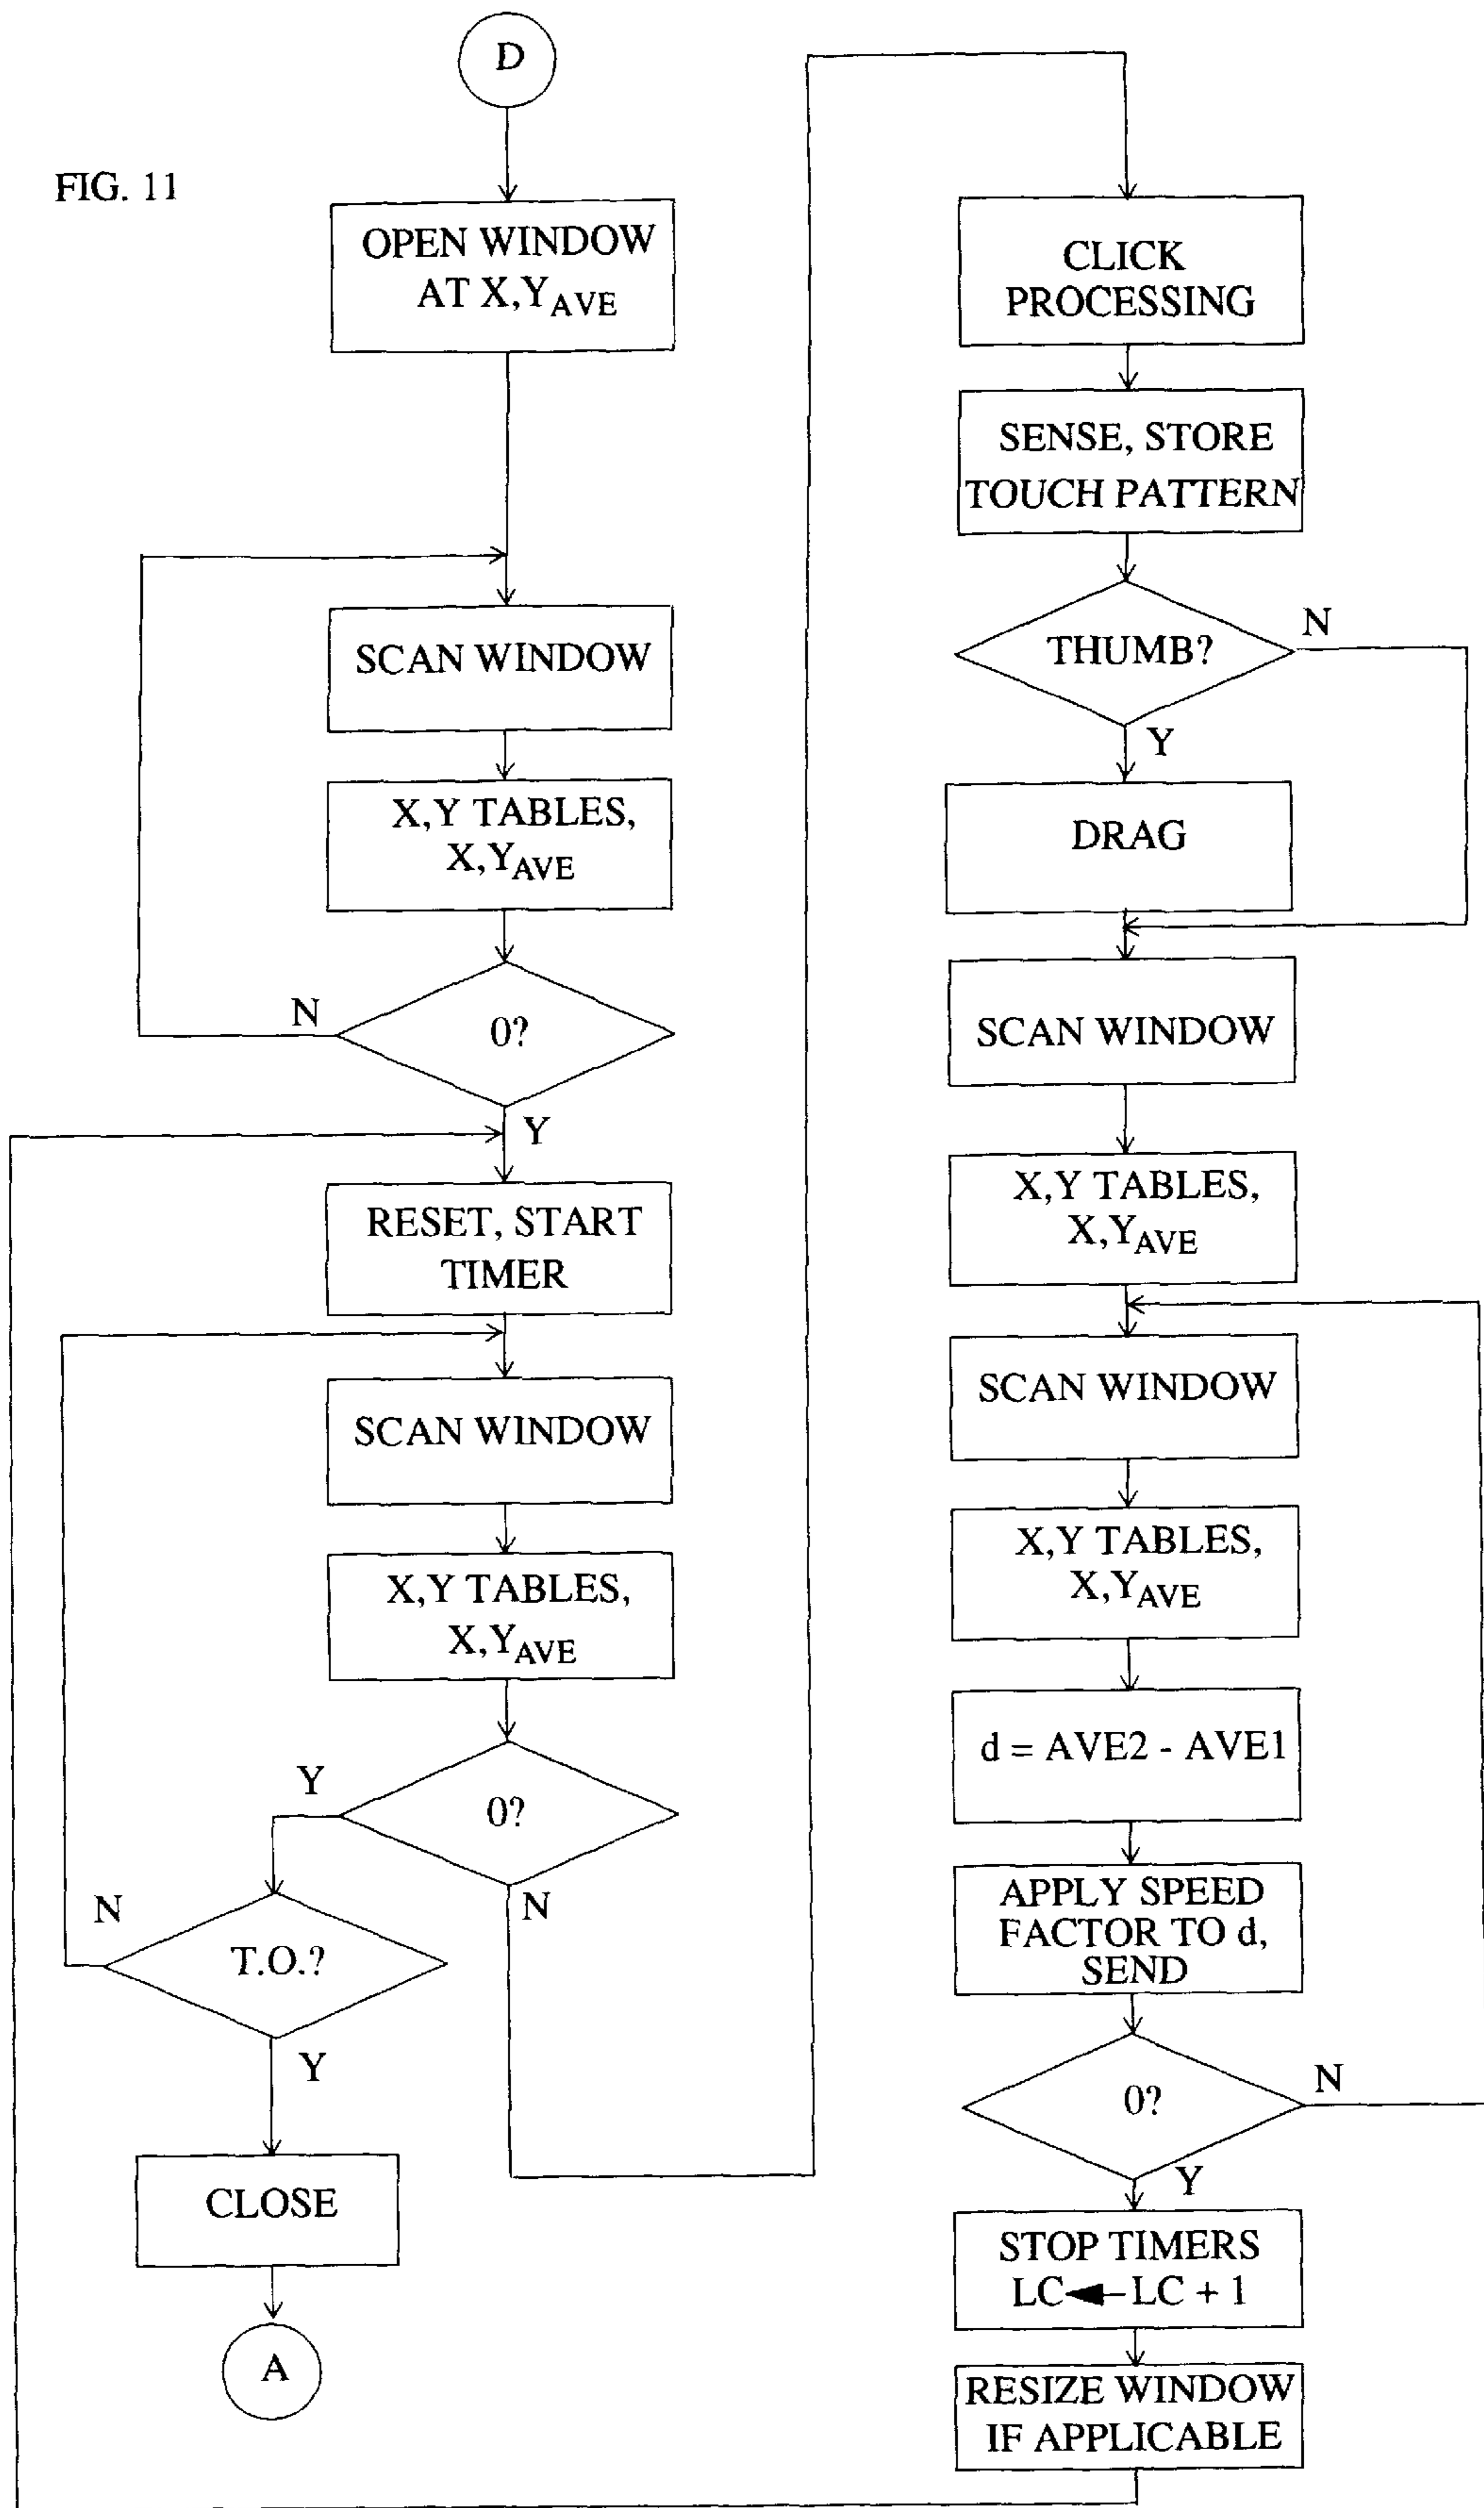 D
FIG. 11
OPEN WINDOW
AT X,YAVE
SCAN WINDOW
X,Y TABLES,
X,YAVE
N
0?
Y
RESET, START
TIMER
SCAN WINDOW
X,Y TABLES,
X,YAVE
Y
0?
N
N
T.O.?
Y
CLOSE
A
CLICK
PROCESSING
SENSE, STORE
TOUCH PATTERN
N
THUMB?
Y
DRAG
SCAN WINDOW
X,Y TABLES,
X,YAVE
SCAN WINDOW
X,Y TABLES,
X,YAVE
d = AVE2 - AVE1
APPLY SPEED
FACTOR TO d,
SEND
N
0?
Y
STOP TIMERS
LC◄–LC + 1
RESIZE WINDOW
IF APPLICABLE